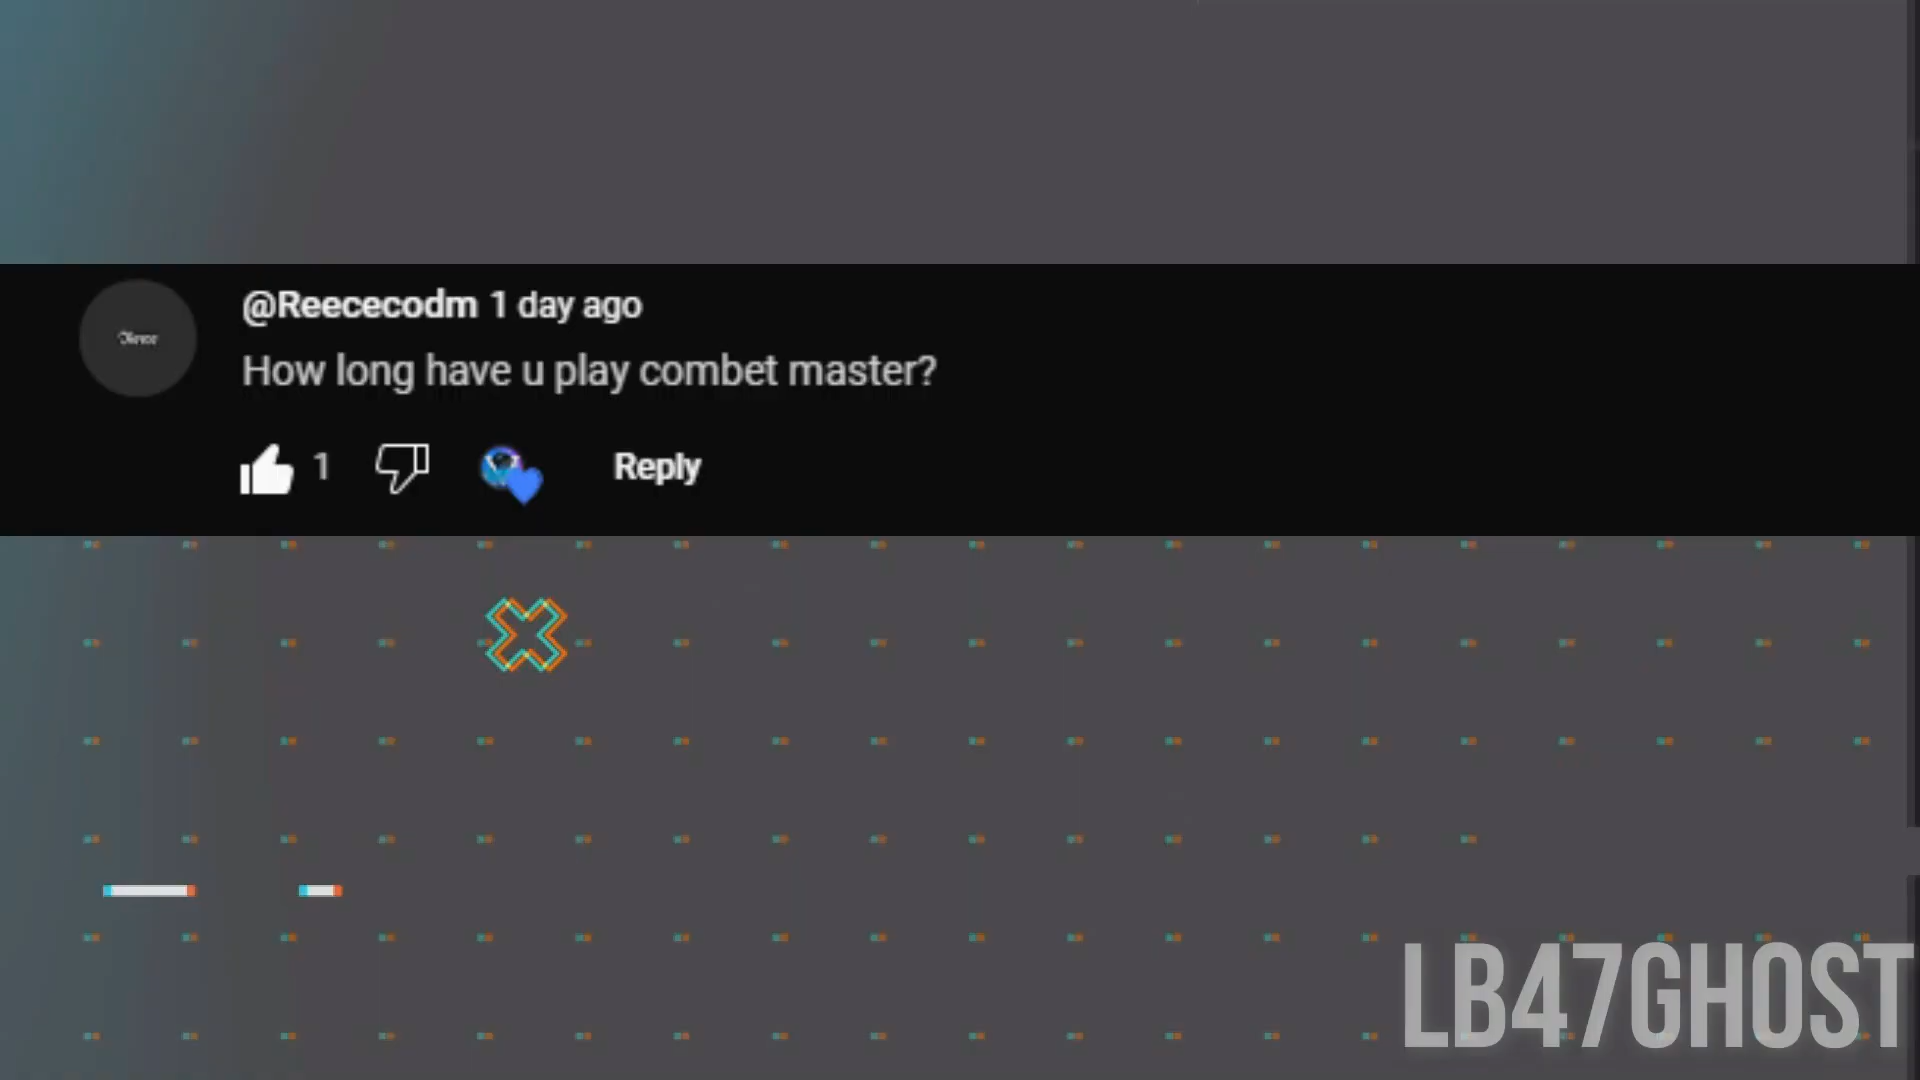 @Reececodm 1 day ago
How long have u play combet master?
1
Reply
LB47GHOST